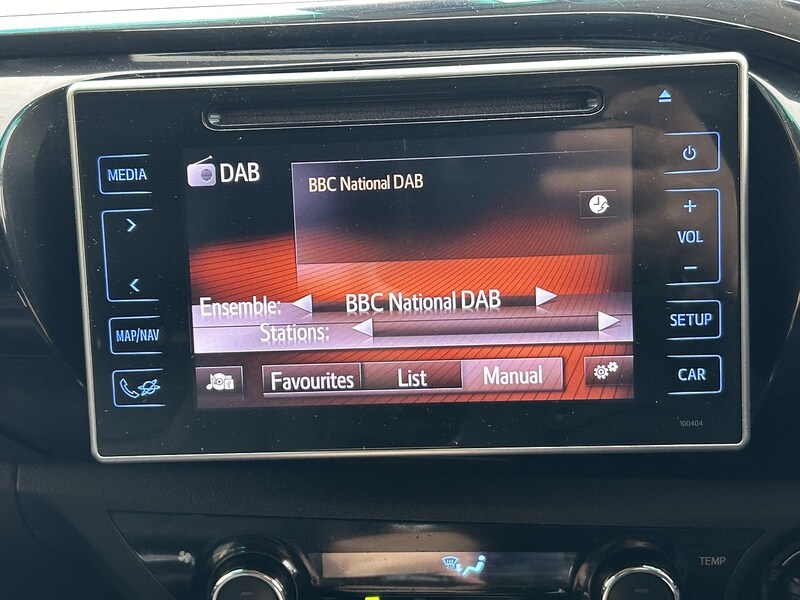 MEDIA
DAB
BBC National DAB
VOL
Ensemble: BBC National DAB
Stations:
MAP/NAV
SETUP
Favourites List Manual
CAR
100404
TEMP